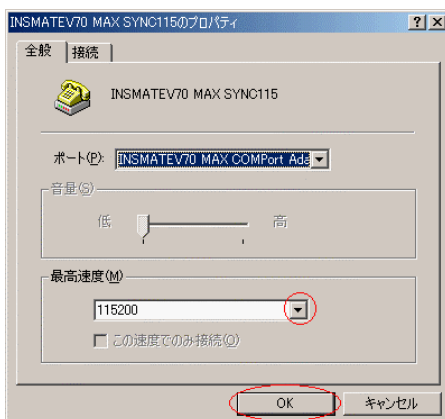 INSMATEV70 MAX SYNC115のプロパティ
全般 接続
INSMATEV70 MAX SYNC115
ポート(P): INSMATEV70 MAX COMPort Ada
音量(S)
低 高
最高速度(M)
115200
この速度でのみ接続(O)
OK キャンセル